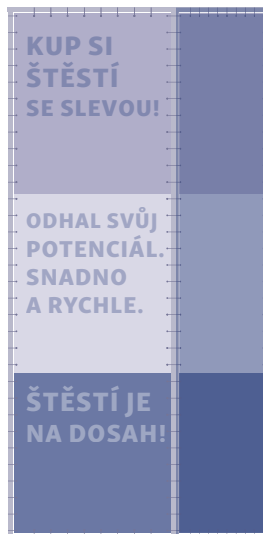 KUP SI
ŠTĚSTÍ
SE SLEVOU!
ODHAL SVŮJ
POTENCIÁL.
SNADNO
A RYCHLE.
ŠTĚSTÍ JE
NA DOSAH!